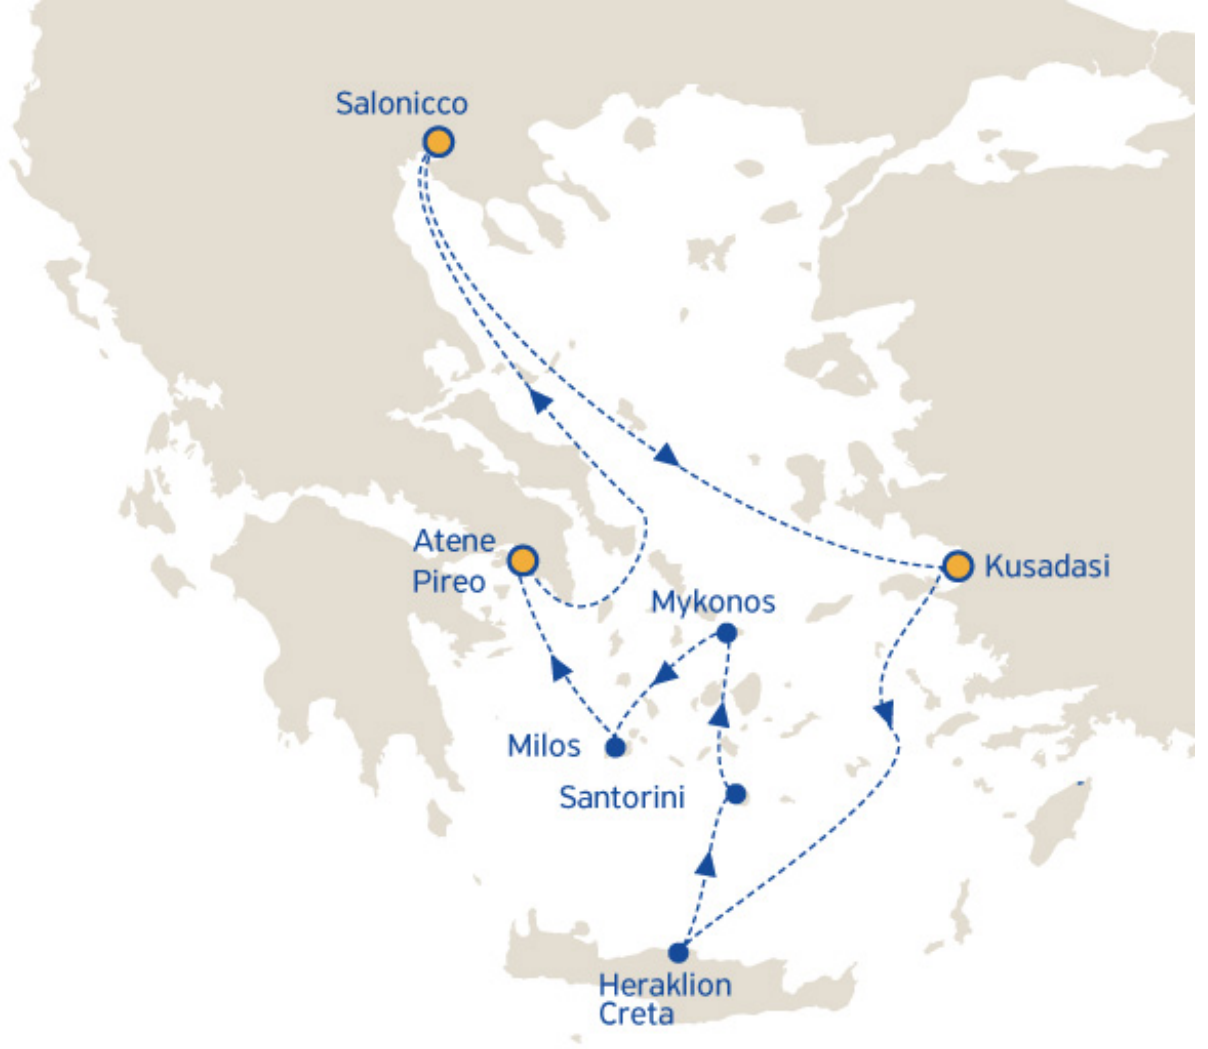 Salonicco
Atene
Pireo
Kusadasi
Mykonos
Milos
Santorini
Heraklion
Creta